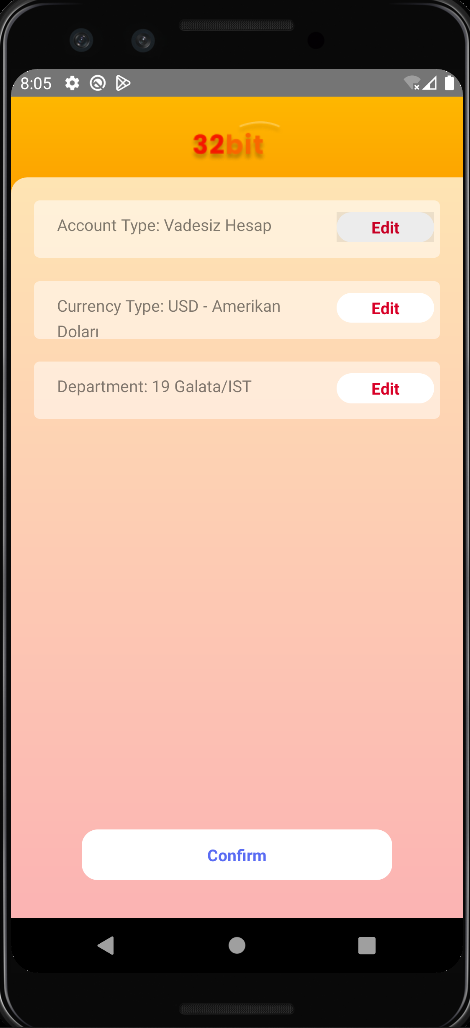 8:05
32bit
Account Type: Vadesiz Hesap
Edit
Currency Type: USD - Amerikan
Doları
Edit
Department: 19 Galata/IST
Edit
Confirm